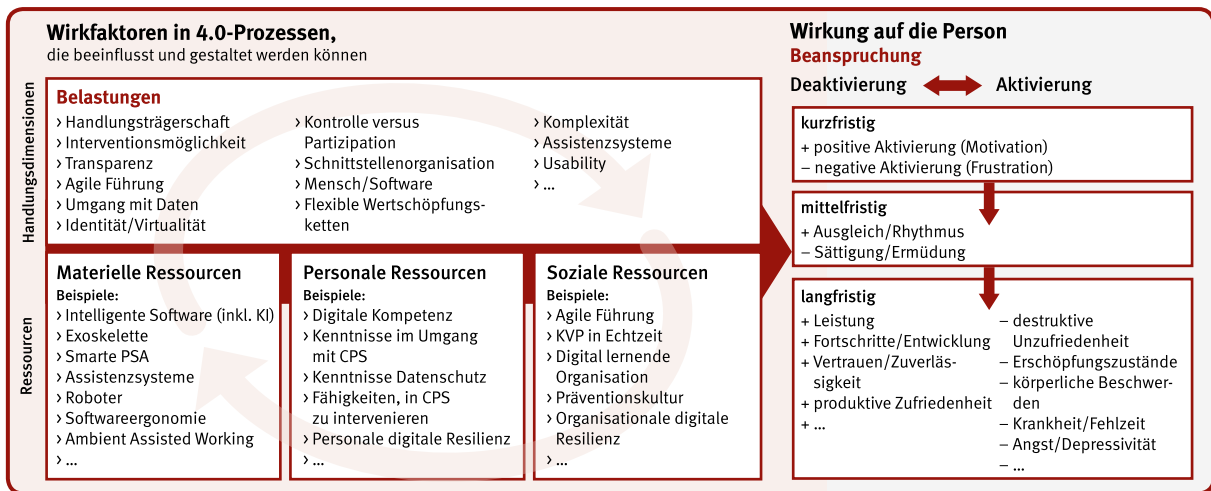 Wirkfaktoren in 4.0-Prozessen,
die beeinflusst und gestaltet werden können
Handlungsdimensionen
Belastungen
› Handlungsträgerschaft
› Interventionsmöglichkeit
› Transparenz
› Agile Führung
› Umgang mit Daten
› Identität/Virtualität
› Kontrolle versus
Partizipation
› Schnittstellenorganisation
› Mensch/Software
› Flexible Wertschöpfungs-
ketten
› Komplexität
› Assistenzsysteme
› Usability
› ...
Ressourcen
Materielle Ressourcen
Beispiele:
› Intelligente Software (inkl. KI)
› Exoskelette
› Smarte PSA
› Assistenzsysteme
› Roboter
› Softwareergonomie
› Ambient Assisted Working
› ...
Personale Ressourcen
Beispiele:
› Digitale Kompetenz
› Kenntnisse im Umgang
mit CPS
› Kenntnisse Datenschutz
› Fähigkeiten, in CPS
zu intervenieren
› Personale digitale Resilienz
› ...
Soziale Ressourcen
Beispiele:
› Agile Führung
› KVP in Echtzeit
› Digital lernende
Organisation
› Präventionskultur
› Organisationale digitale
Resilienz
› ...
Wirkung auf die Person
Beanspruchung
Deaktivierung Aktivierung
kurzfristig
+ positive Aktivierung (Motivation)
– negative Aktivierung (Frustration)
mittelfristig
+ Ausgleich/Rhythmus
– Sättigung/Ermüdung
langfristig
+ Leistung
+ Fortschritte/Entwicklung
+ Vertrauen/Zuverläs-
sigkeit
+ produktive Zufriedenheit
+ ...
– destruktive
Unzufriedenheit
– Erschöpfungszustände
– körperliche Beschwer-
den
– Krankheit/Fehlzeit
– Angst/Depressivität
– ...